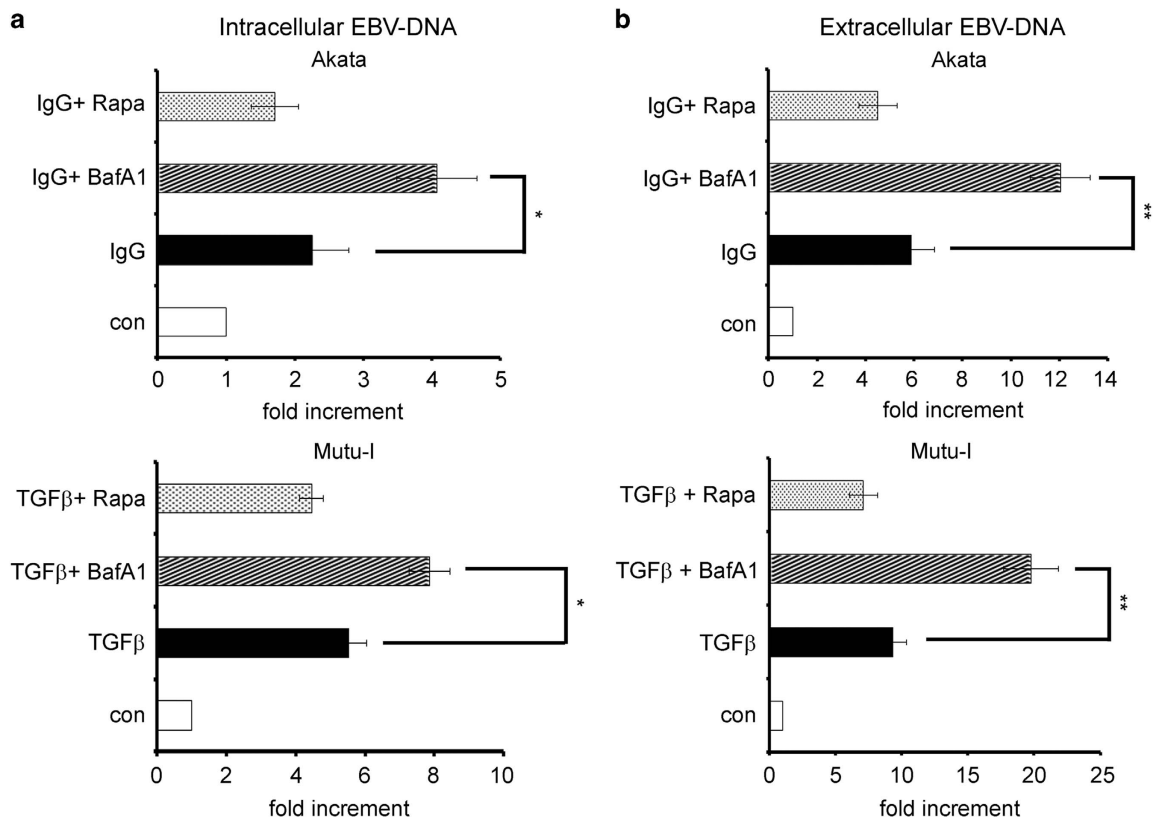 a
Intracellular EBV-DNA
Akata
IgG+ Rapa
IgG+ BafA1
IgG
con
*
0 1 2 3 4 5
fold increment
Mutu-I
TGFβ+ Rapa
TGFβ+ BafA1
TGFβ
con
*
0 2 4 6 8 10
fold increment
b
Extracellular EBV-DNA
Akata
IgG+ Rapa
IgG+ BafA1
IgG
con
**
0 2 4 6 8 10 12 14
fold increment
Mutu-I
TGFβ + Rapa
TGFβ + BafA1
TGFβ
con
**
0 5 10 15 20 25
fold increment